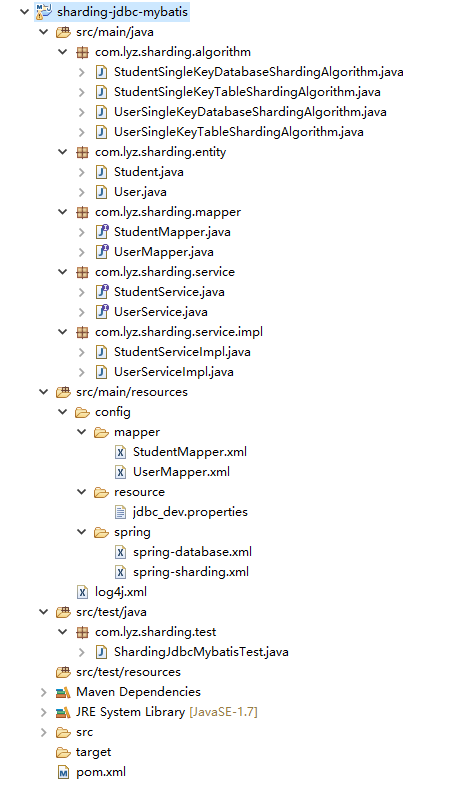 sharding-jdbc-mybatis
src/main/java
com.lyz.sharding.algorithm
StudentSingleKeyDatabaseShardingAlgorithm.java
StudentSingleKeyTableShardingAlgorithm.java
UserSingleKeyDatabaseShardingAlgorithm.java
UserSingleKeyTableShardingAlgorithm.java
com.lyz.sharding.entity
Student.java
User.java
com.lyz.sharding.mapper
StudentMapper.java
UserMapper.java
com.lyz.sharding.service
StudentService.java
UserService.java
com.lyz.sharding.service.impl
StudentServiceImpl.java
UserServiceImpl.java
src/main/resources
config
mapper
StudentMapper.xml
UserMapper.xml
resource
jdbc_dev.properties
spring
spring-database.xml
spring-sharding.xml
log4j.xml
src/test/java
com.lyz.sharding.test
ShardingJdbcMybatisTest.java
src/test/resources
Maven Dependencies
JRE System Library [JavaSE-1.7]
src
target
pom.xml